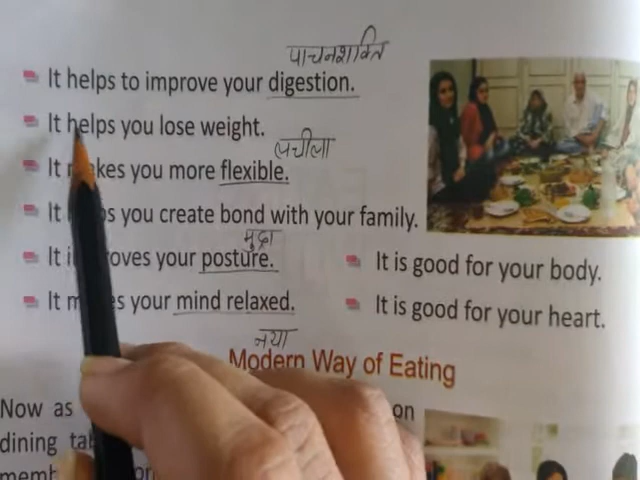 पाचनशक्ति
It helps to improve your digestion.
It helps you lose weight.
लचीला
It makes you more flexible.
It helps you create bond with your family.
मुद्रा
It improves your posture.
It makes your mind relaxed.
It is good for your body.
It is good for your heart.
नया
Modern Way of Eating
Now as on
dining
memb